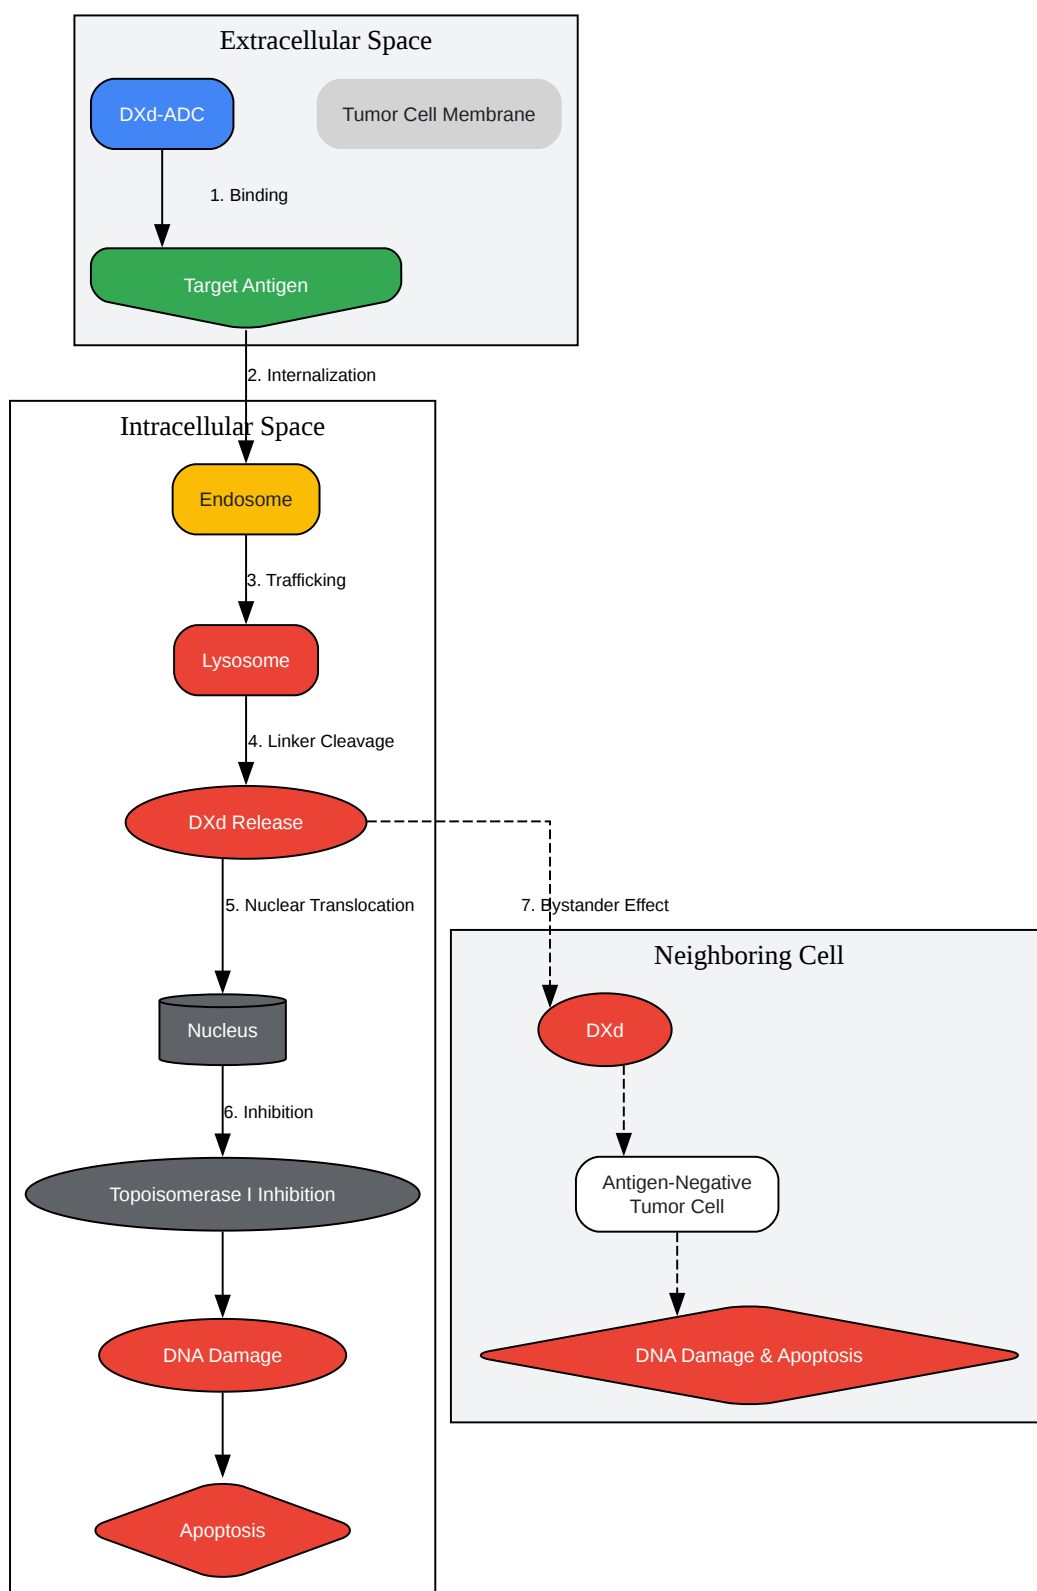 Extracellular Space
DXd-ADC
Tumor Cell Membrane
1. Binding
Target Antigen
2. Internalization
Intracellular Space
Endosome
3. Trafficking
Lysosome
4. Linker Cleavage
DXd Release
5. Nuclear Translocation
7. Bystander Effect
Neighboring Cell
Nucleus
DXd
6. Inhibition
Topoisomerase I Inhibition
Antigen-Negative
Tumor Cell
DNA Damage
DNA Damage & Apoptosis
Apoptosis